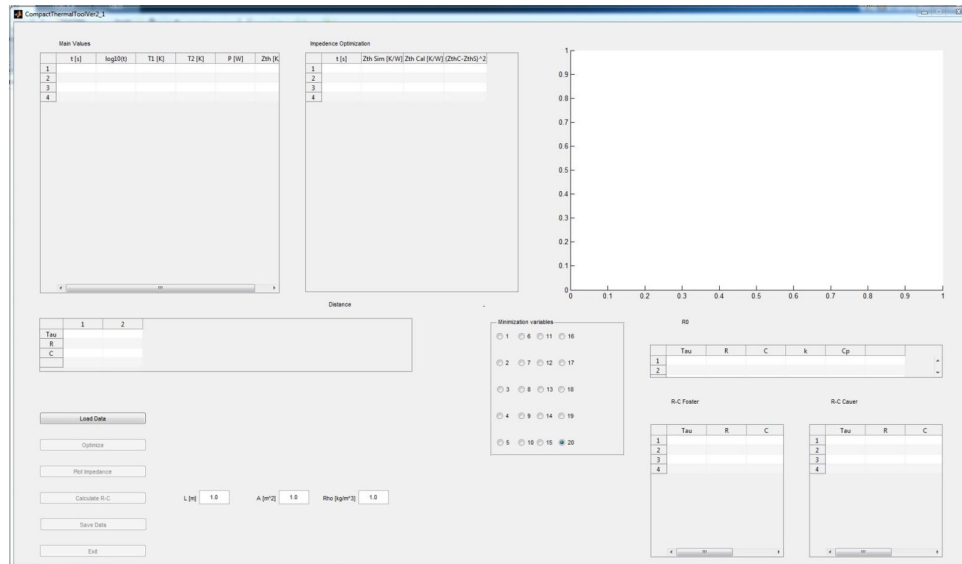 CompactThermalToolVer2_1
Main Values
t [s] log10(t) T1 [K] T2 [K] P [W] Zth [K
1
2
3
4
Impedence Optimization
t [s] Zth Sim [K/W] Zth Cal [K/W] (ZthC-ZthS)^2
1
2
3
4
1
0.9
0.8
0.7
0.6
0.5
0.4
0.3
0.2
0.1
0
0 0.1 0.2 0.3 0.4 0.5 0.6 0.7 0.8 0.9 1
Distance
1 2
Tau
R
C
Minimization variables
1 6 11 16
2 7 12 17
3 8 13 18
4 9 14 19
5 10 15 20
R0
Tau R C k Cp
1
2
R-C Foster
Tau R C
1
2
3
4
R-C Cauer
Tau R C
1
2
3
4
Load Data
Optimize
Plot Impedance
Calculate R-C
Save Data
Exit
L [m] 1.0 A [m^2] 1.0 Rho [kg/m^3] 1.0